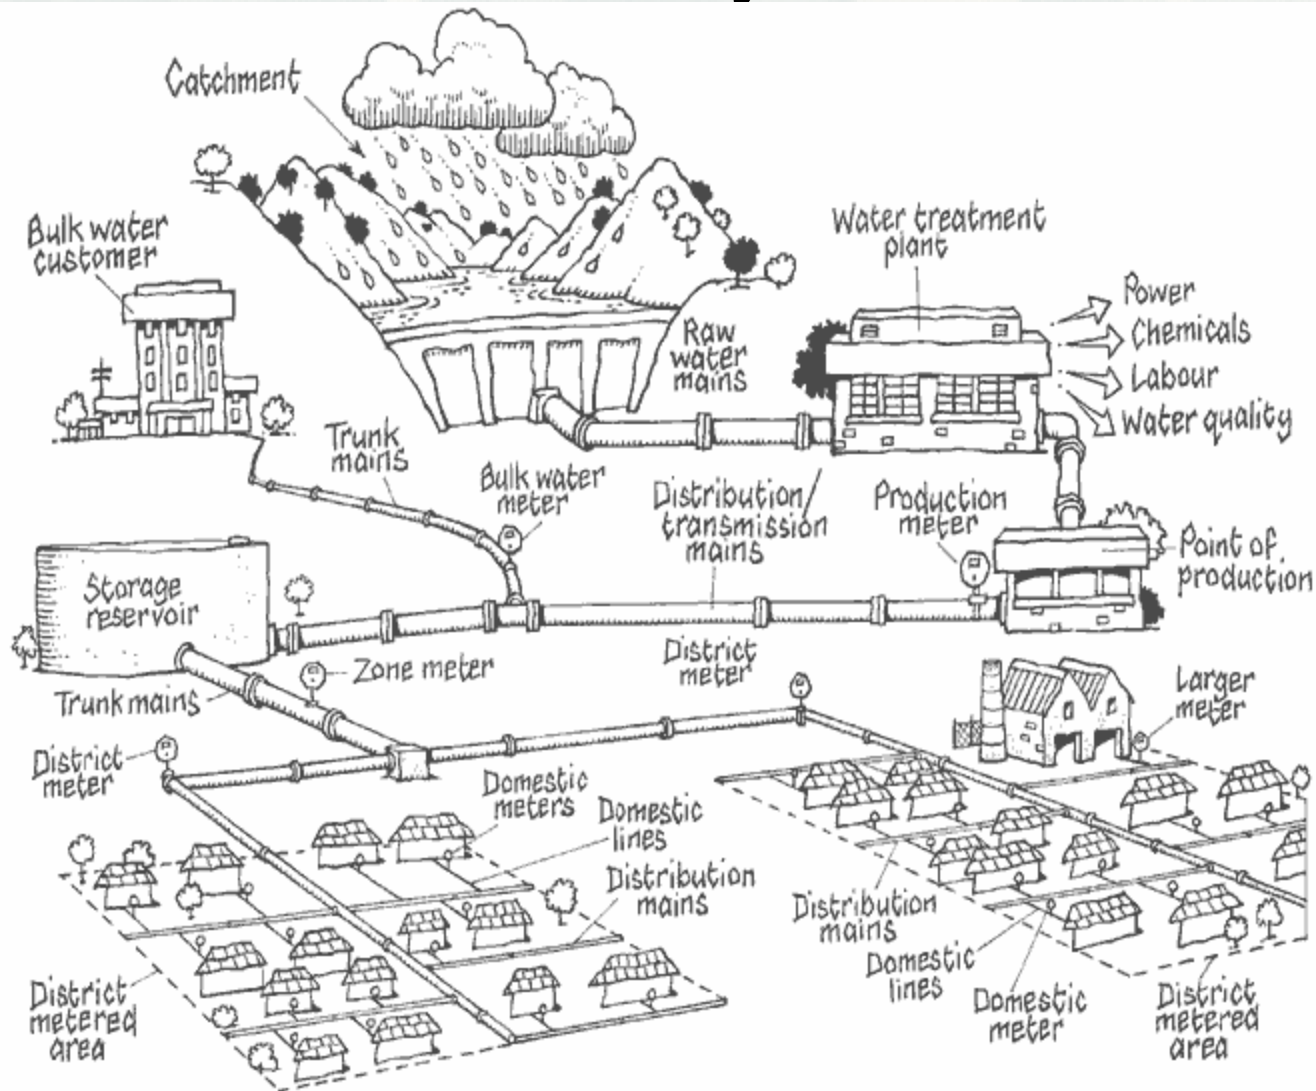 Catchment
Bulk water
customer
Water treatment
plant
Power
Chemicals
Labour
Water quality
Raw
water
mains
Trunk
mains
Bulk water
meter
Distribution
transmission
mains
Production
meter
Point of
production
Storage
reservoir
Zone meter
District
meter
Trunk mains
Larger
meter
District
meter
Domestic
meters
Domestic
lines
Distribution
mains
Distribution
mains
Domestic
lines
Domestic
meter
District
metered
area
District
metered
area